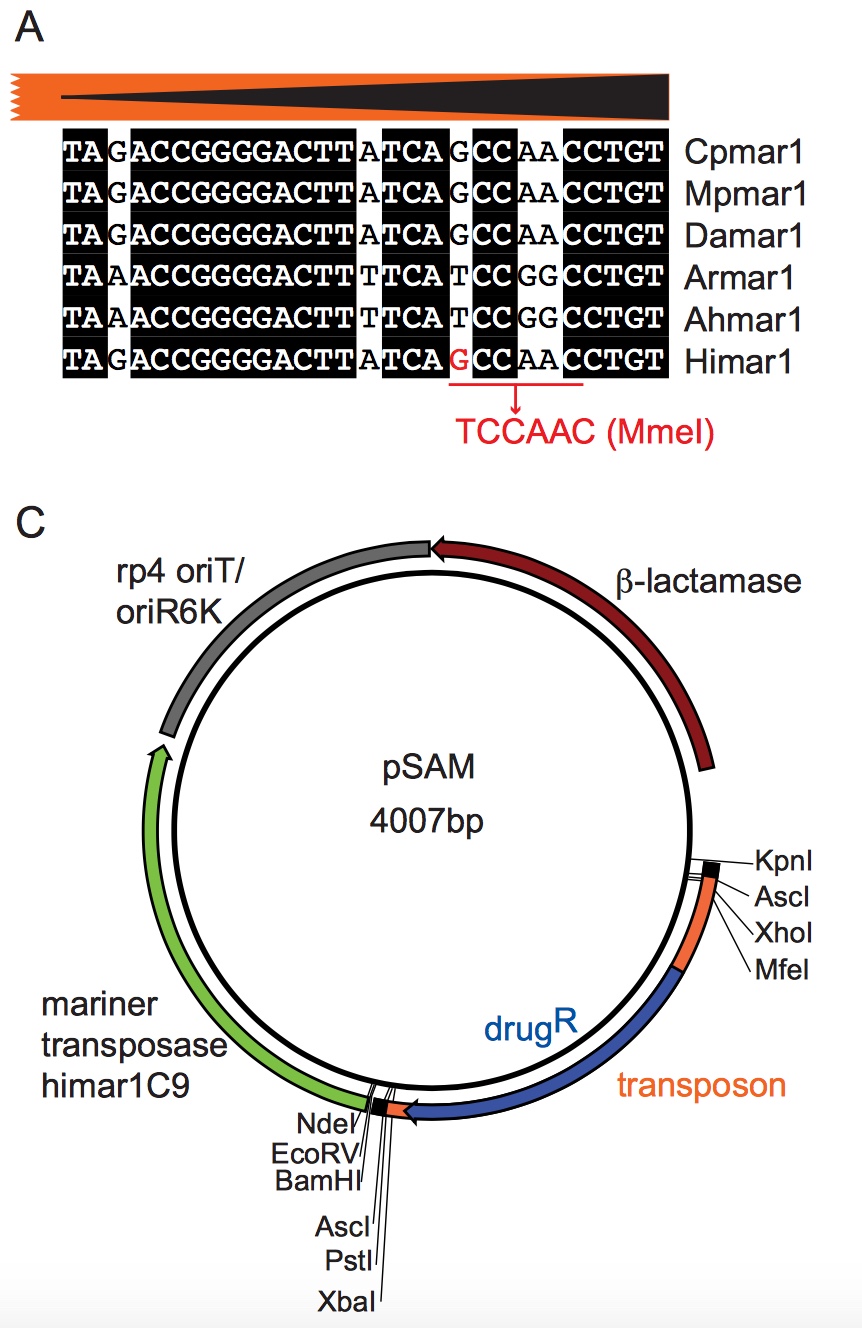 A
TAGACCGGGGACTTATCAGCCAACCTGT Cpmar1
TAGACCGGGGACTTATCAGCCAACCTGT Mpmar1
TAGACCGGGGACTTATCAGCCAACCTGT Damar1
TAAACCGGGGACTTTTCATCCGGCCTGT Armar1
TAAACCGGGGACTTTTCATCCGGCCTGT Ahmar1
TAGACCGGGGACTTATCAGCCAACCTGT Himar1
TCCAAC (MmeI)
C
rp4 oriT/
oriR6K
β-lactamase
pSAM
4007bp
KpnI
AscI
XhoI
MfeI
drugR
transposon
mariner
transposase
himar1C9
NdeI
EcoRV
BamHI
AscI
PstI
XbaI